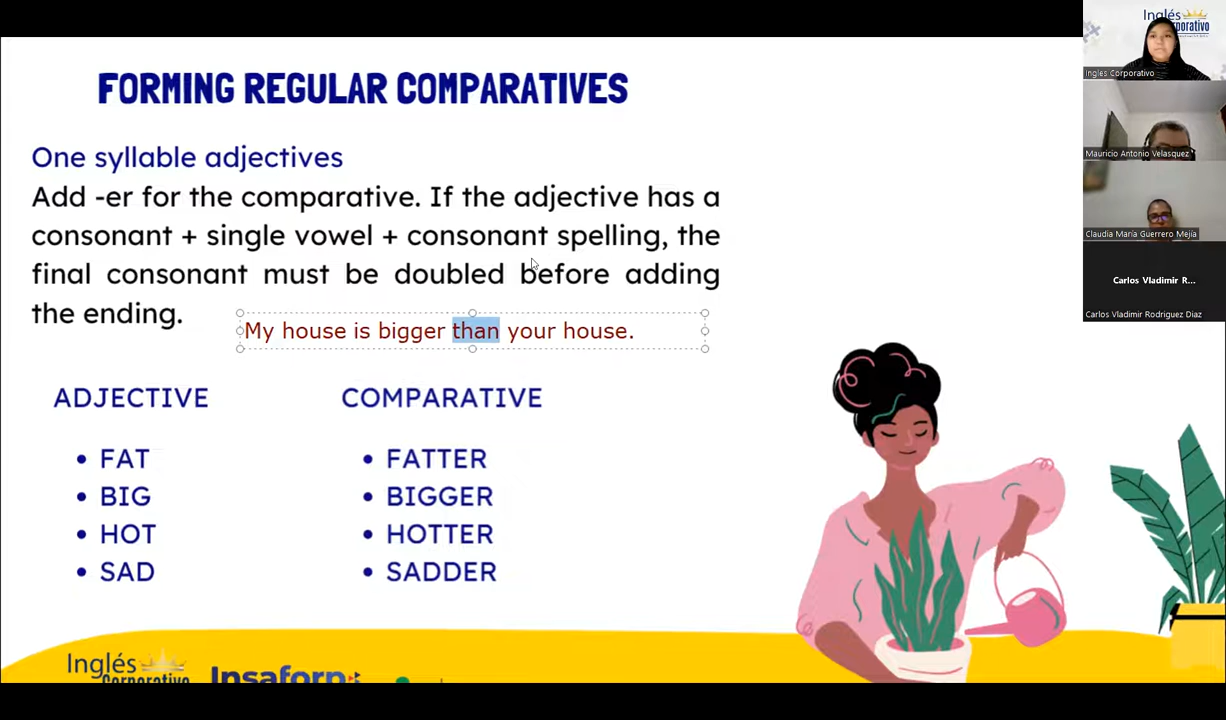 FORMING REGULAR COMPARATIVES
One syllable adjectives
Add -er for the comparative. If the adjective has a
consonant + single vowel + consonant spelling, the
final consonant must be doubled before adding
the ending.
My house is bigger than your house.
ADJECTIVE
COMPARATIVE
• FAT
• BIG
• HOT
• SAD
• FATTER
• BIGGER
• HOTTER
• SADDER
Inglés
Corporativo
Insaforp
Inglés
Corporativo
Ingles Corporativo
Mauricio Antonio Velasquez
Claudia María Guerrero Mejía
Carlos Vladimir R...
Carlos Vladimir Rodriguez Diaz